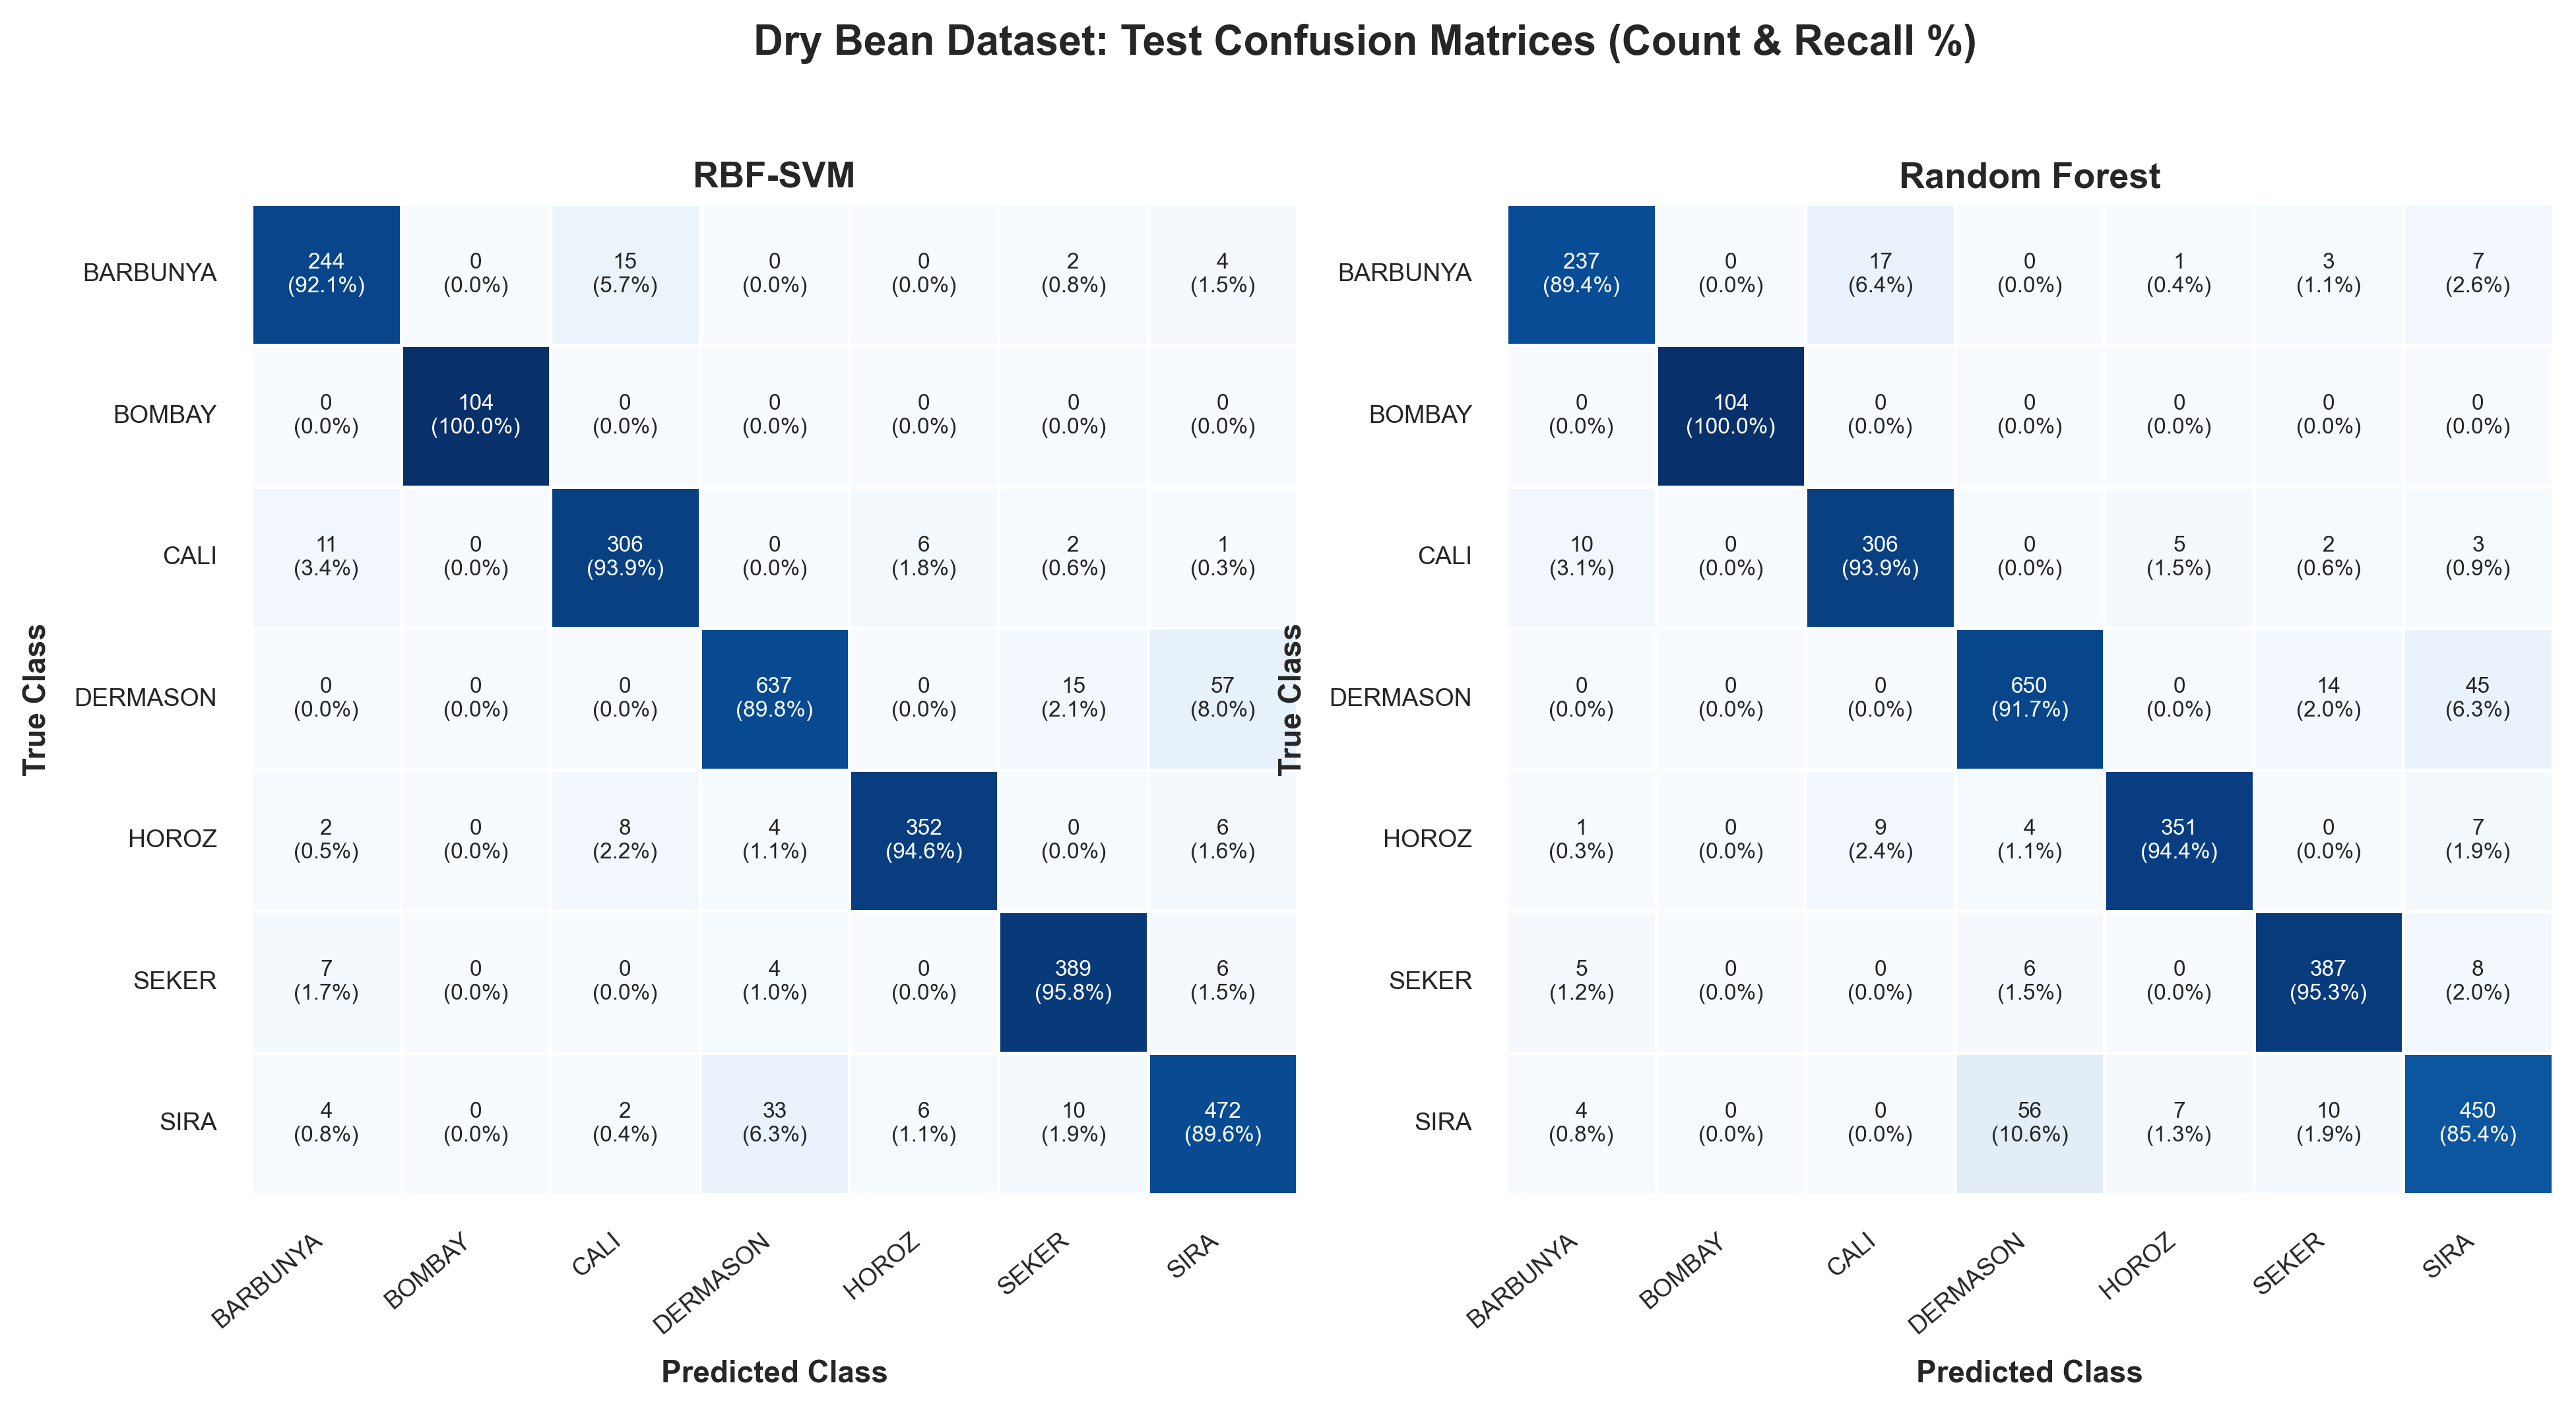 Dry Bean Dataset: Test Confusion Matrices (Count & Recall %)
RBF-SVM
True Class
BARBUNYA
244 0 15 0 0 2 4
(92.1%) (0.0%) (5.7%) (0.0%) (0.0%) (0.8%) (1.5%)
BOMBAY
0 104 0 0 0 0 0
(0.0%) (100.0%) (0.0%) (0.0%) (0.0%) (0.0%) (0.0%)
CALI
11 0 306 0 6 2 1
(3.4%) (0.0%) (93.9%) (0.0%) (1.8%) (0.6%) (0.3%)
DERMASON
0 0 0 637 0 15 57
(0.0%) (0.0%) (0.0%) (89.8%) (0.0%) (2.1%) (8.0%)
HOROZ
2 0 8 4 352 0 6
(0.5%) (0.0%) (2.2%) (1.1%) (94.6%) (0.0%) (1.6%)
SEKER
7 0 0 4 0 389 6
(1.7%) (0.0%) (0.0%) (1.0%) (0.0%) (95.8%) (1.5%)
SIRA
4 0 2 33 6 10 472
(0.8%) (0.0%) (0.4%) (6.3%) (1.1%) (1.9%) (89.6%)
BARBUNYA BOMBAY CALI DERMASON HOROZ SEKER SIRA
Predicted Class
Random Forest
True Class
BARBUNYA
237 0 17 0 1 3 7
(89.4%) (0.0%) (6.4%) (0.0%) (0.4%) (1.1%) (2.6%)
BOMBAY
0 104 0 0 0 0 0
(0.0%) (100.0%) (0.0%) (0.0%) (0.0%) (0.0%) (0.0%)
CALI
10 0 306 0 5 2 3
(3.1%) (0.0%) (93.9%) (0.0%) (1.5%) (0.6%) (0.9%)
DERMASON
0 0 0 650 0 14 45
(0.0%) (0.0%) (0.0%) (91.7%) (0.0%) (2.0%) (6.3%)
HOROZ
1 0 9 4 351 0 7
(0.3%) (0.0%) (2.4%) (1.1%) (94.4%) (0.0%) (1.9%)
SEKER
5 0 0 6 0 387 8
(1.2%) (0.0%) (0.0%) (1.5%) (0.0%) (95.3%) (2.0%)
SIRA
4 0 0 56 7 10 450
(0.8%) (0.0%) (0.0%) (10.6%) (1.3%) (1.9%) (85.4%)
BARBUNYA BOMBAY CALI DERMASON HOROZ SEKER SIRA
Predicted Class